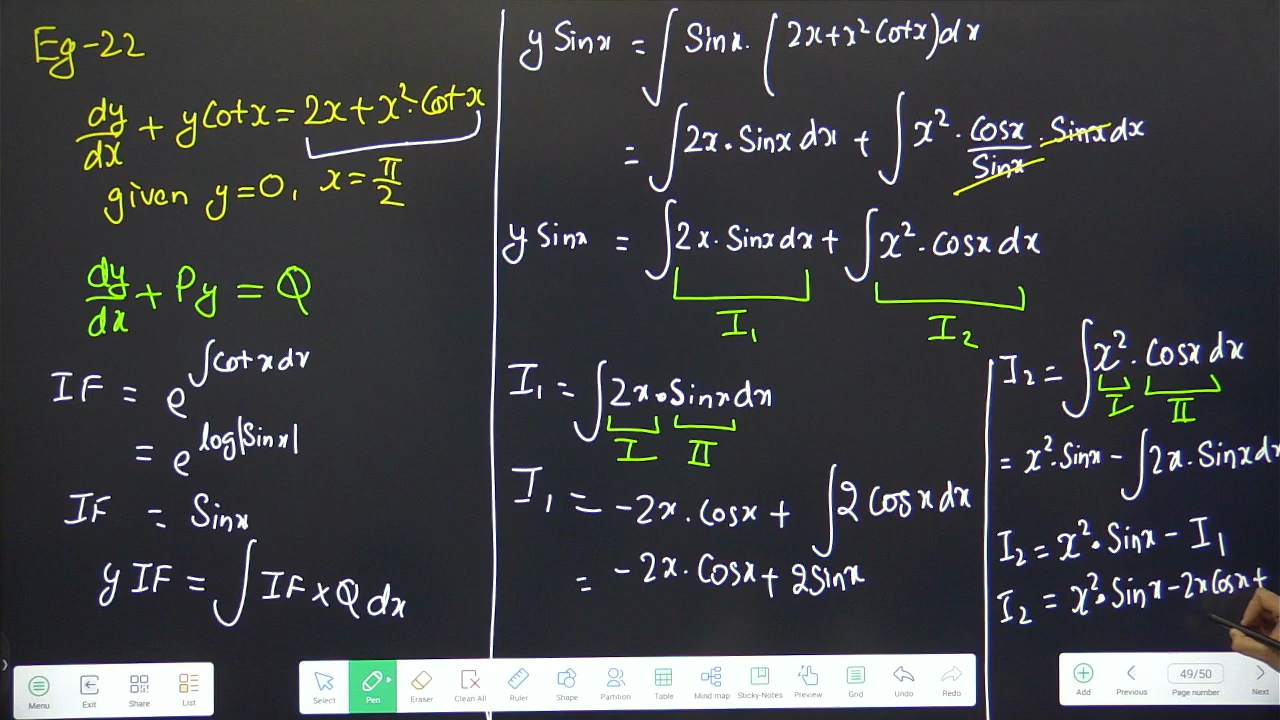 Eg-22
dy/dx + y Cot x = 2x + x²·Cot x
given y=0, x = π/2
dy/dx + Py = Q
IF = e^∫Cot x dx
= e^log|Sin x|
IF = Sin x
y IF = ∫ IF × Q dx
y Sin x = ∫ Sin x · (2x + x² Cot x) dx
= ∫ 2x · Sin x dx + ∫ x² · Cos x/Sin x · Sin x dx
y Sin x = ∫ 2x · Sin x dx + ∫ x² · Cos x dx
I₁ I₂
I₁ = ∫ 2x · Sin x dx
I II
I₁ = -2x · Cos x + ∫ 2 Cos x dx
= -2x · Cos x + 2 Sin x
I₂ = ∫ x² · Cos x dx
I II
= x² · Sin x - ∫ 2x · Sin x dx
I₂ = x² · Sin x - I₁
I₂ = x² · Sin x - 2x Cos x +
Menu Exit Share List
Select Pen Eraser Clean All Ruler Shape Partition Table Mind map Sticky-Notes Preview Grid Undo Redo
Add Previous 49/50 Page number Next